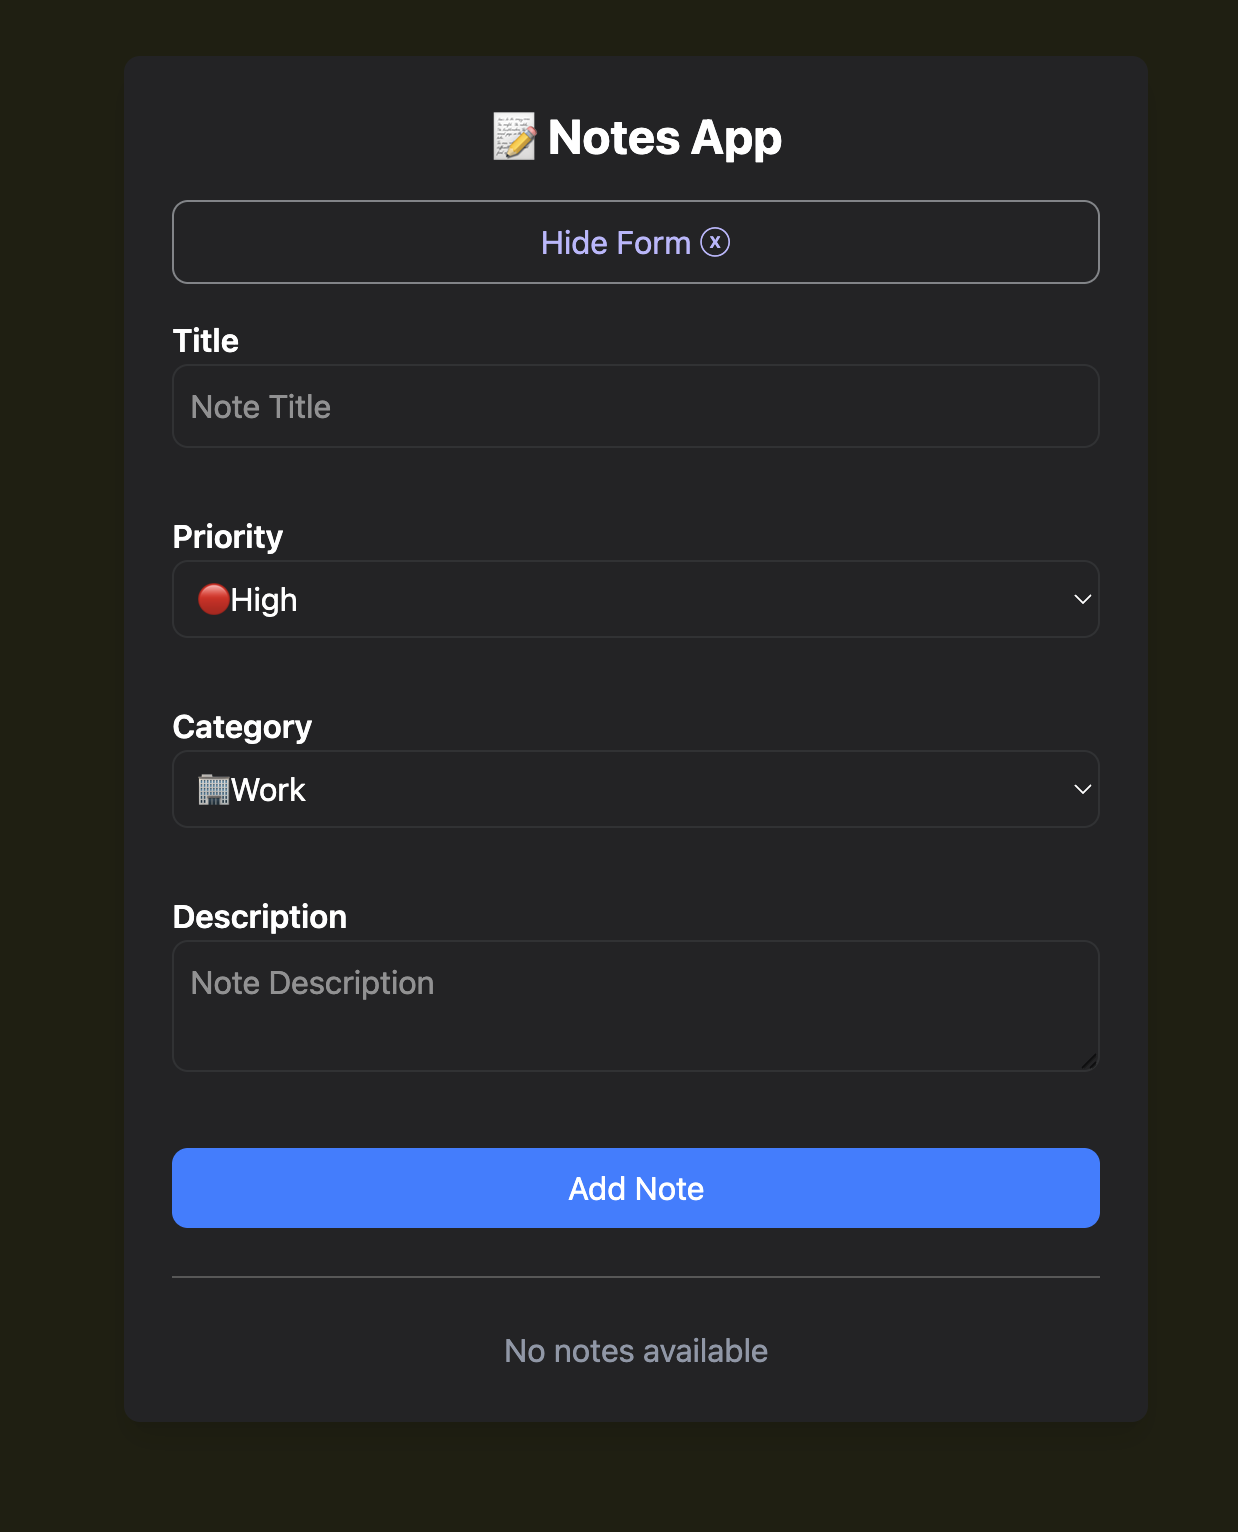 📝 Notes App
Hide Form ⓧ
Title
Note Title
Priority
🔴High
Category
🏢Work
Description
Note Description
Add Note
No notes available